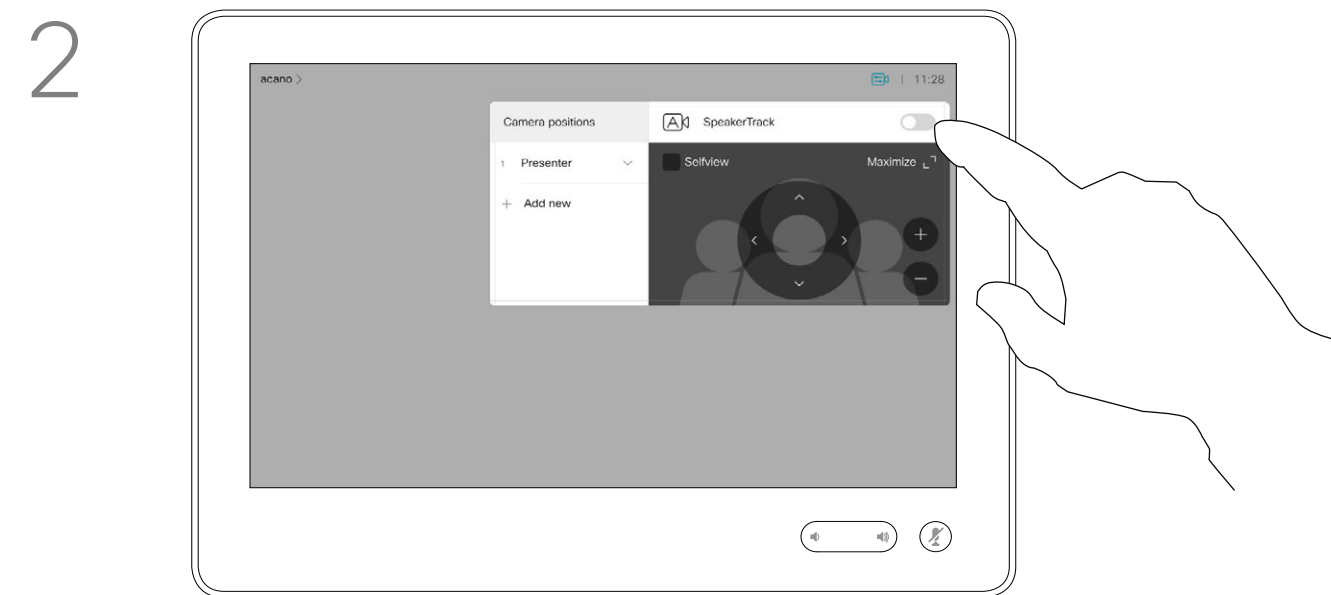 2
acano >
| 11:28
Camera positions
A SpeakerTrack
1 Presenter
Selfview
Maximize
+ Add new
+
−